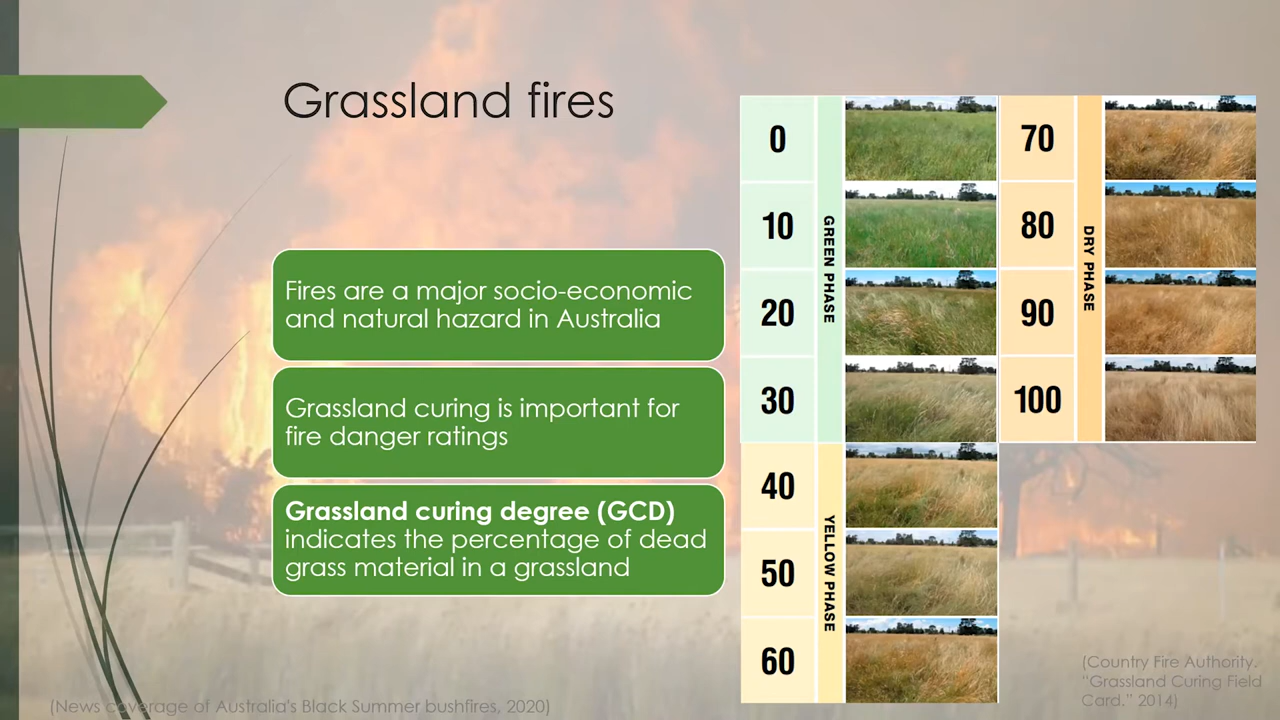 Grassland fires
Fires are a major socio-economic
and natural hazard in Australia
Grassland curing is important for
fire danger ratings
Grassland curing degree (GCD)
indicates the percentage of dead
grass material in a grassland
0
10
20
30
GREEN PHASE
40
50
60
YELLOW PHASE
70
80
90
100
DRY PHASE
(News coverage of Australia's Black Summer bushfires, 2020)
(Country Fire Authority.
"Grassland Curing Field
Card." 2014)